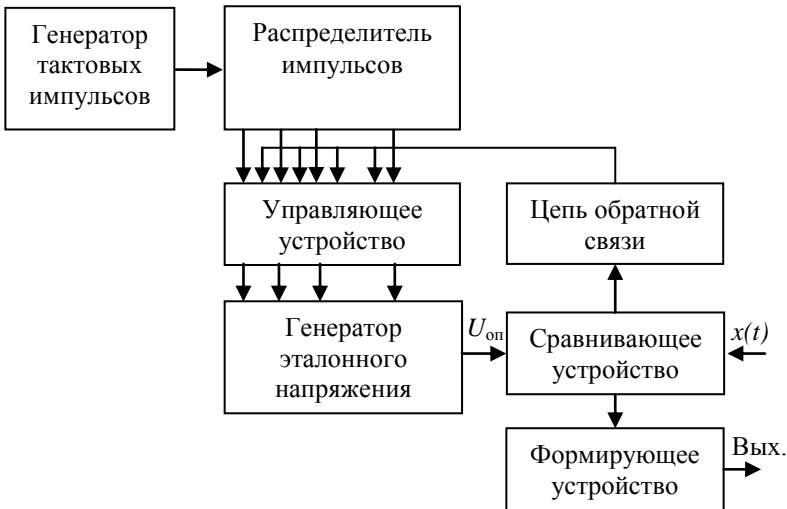 Генератор
тактовых
импульсов
Распределитель
импульсов
Управляющее
устройство
Цепь обратной
связи
Генератор
эталонного
напряжения
Uоп
Сравнивающее
устройство
x(t)
Формирующее
устройство
Вых.